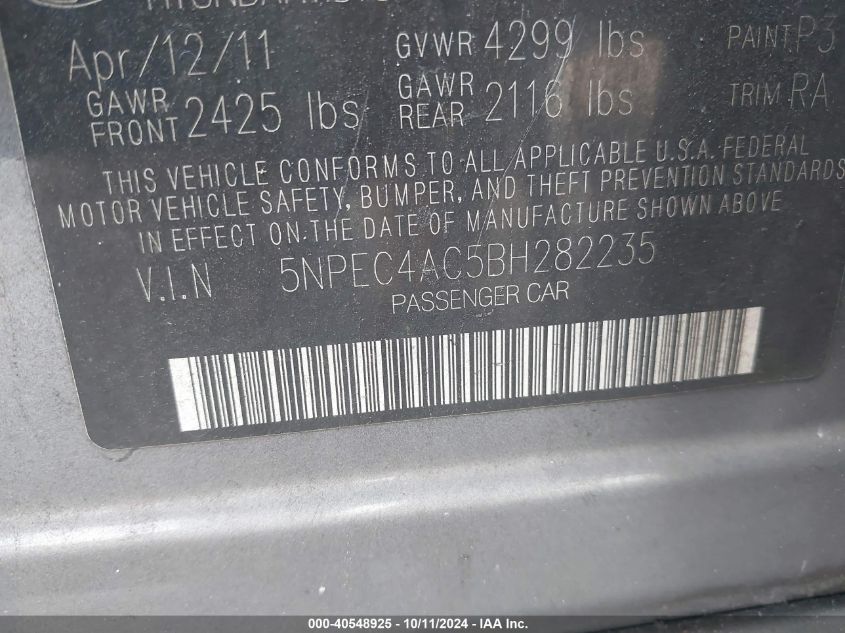 Apr/12/11 GVWR 4299 lbs PAINT P3
GAWR FRONT 2425 lbs GAWR REAR 2116 lbs TRIM RA
THIS VEHICLE CONFORMS TO ALL APPLICABLE U.S.A. FEDERAL
MOTOR VEHICLE SAFETY, BUMPER, AND THEFT PREVENTION STANDARDS
IN EFFECT ON THE DATE OF MANUFACTURE SHOWN ABOVE
V.I.N 5NPEC4AC5BH282235
PASSENGER CAR
000-40548925 - 10/11/2024 - IAA Inc.